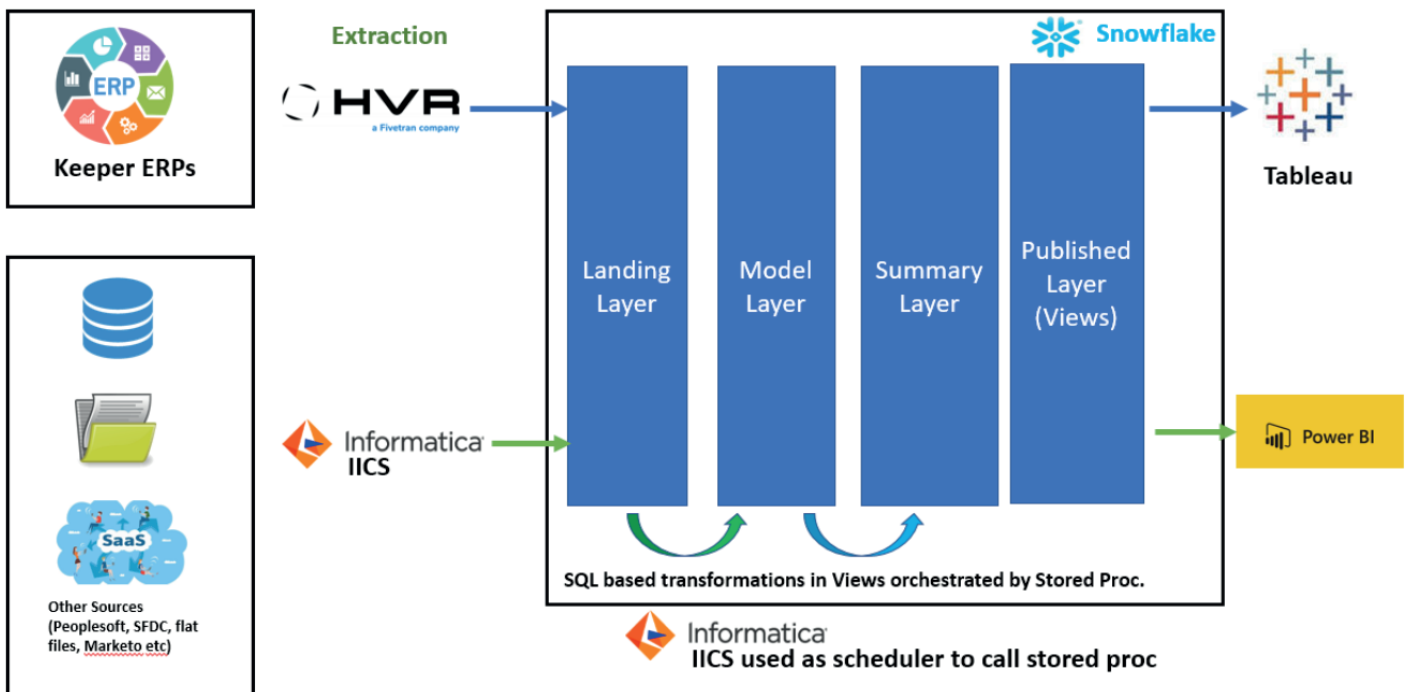 ERP
Keeper ERPs
Extraction
HVR
a Fivetran company
Informatica
IICS
SaaS
Other Sources
(Peoplesoft, SFDC, flat
files, Marketo etc)
Snowflake
Landing
Layer
Model
Layer
Summary
Layer
Published
Layer
(Views)
SQL based transformations in Views orchestrated by Stored Proc.
Informatica
IICS used as scheduler to call stored proc
Tableau
Power BI